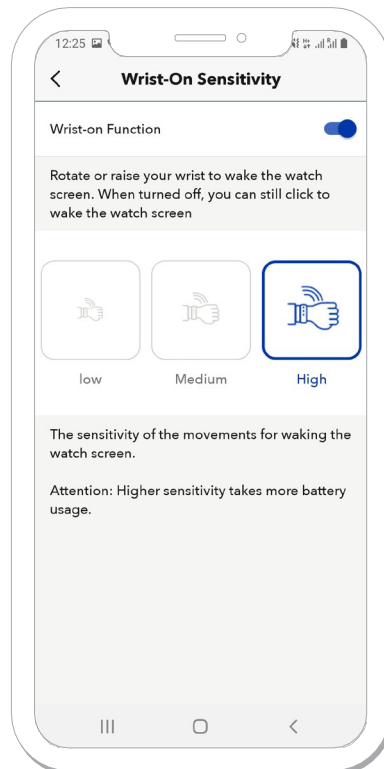 12:25
Wrist-On Sensitivity
Wrist-on Function
Rotate or raise your wrist to wake the watch
screen. When turned off, you can still click to
wake the watch screen
low
Medium
High
The sensitivity of the movements for waking the
watch screen.
Attention: Higher sensitivity takes more battery
usage.